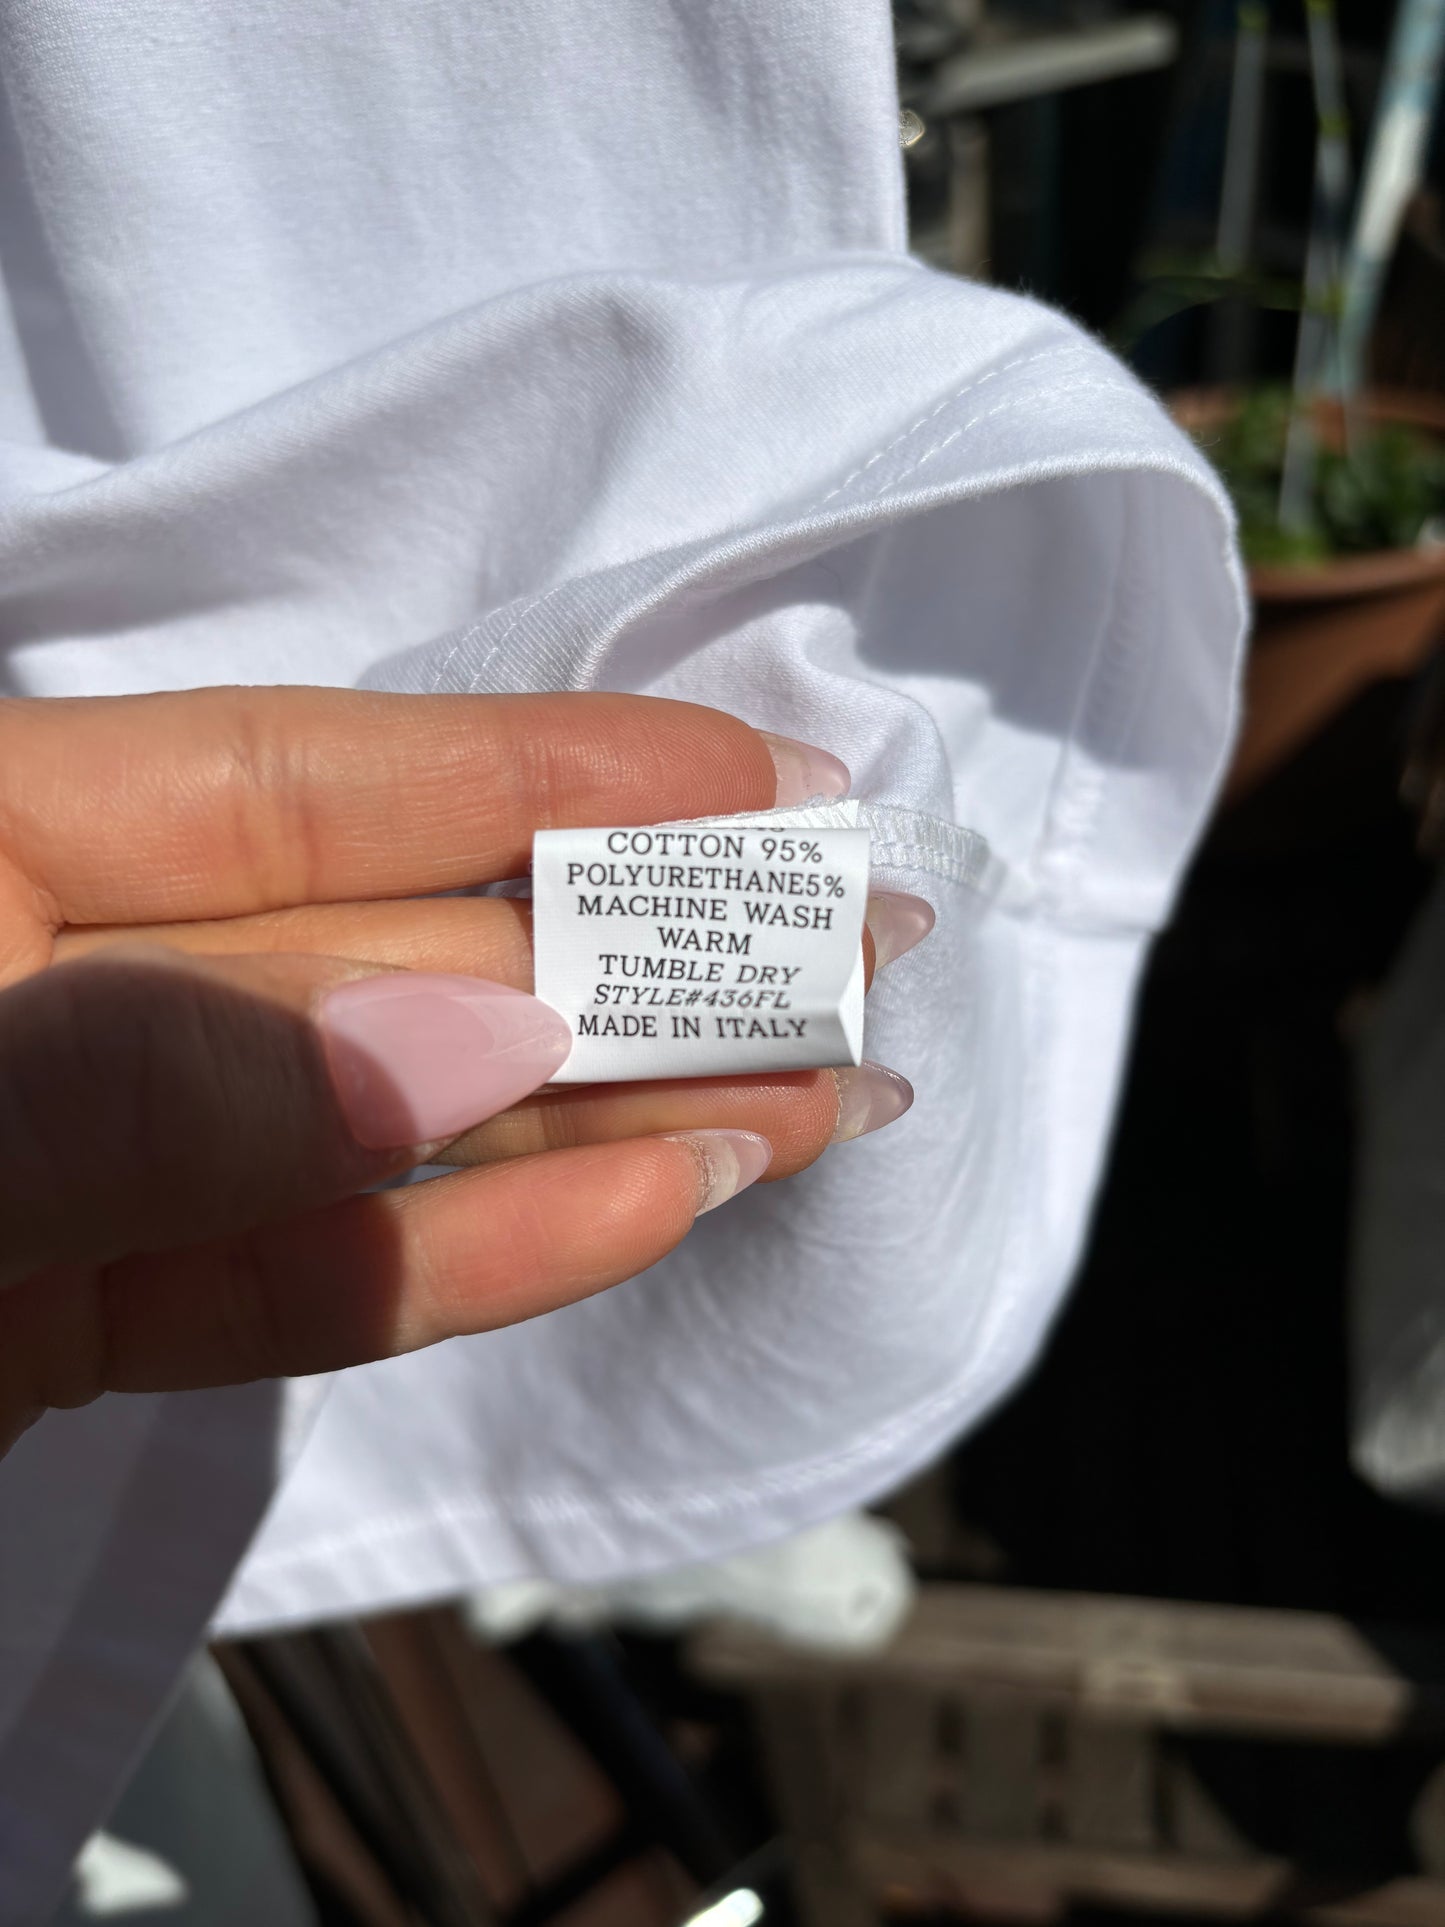 COTTON 95%
POLYURETHANE5%
MACHINE WASH
WARM
TUMBLE DRY
STYLE#436FL
MADE IN ITALY